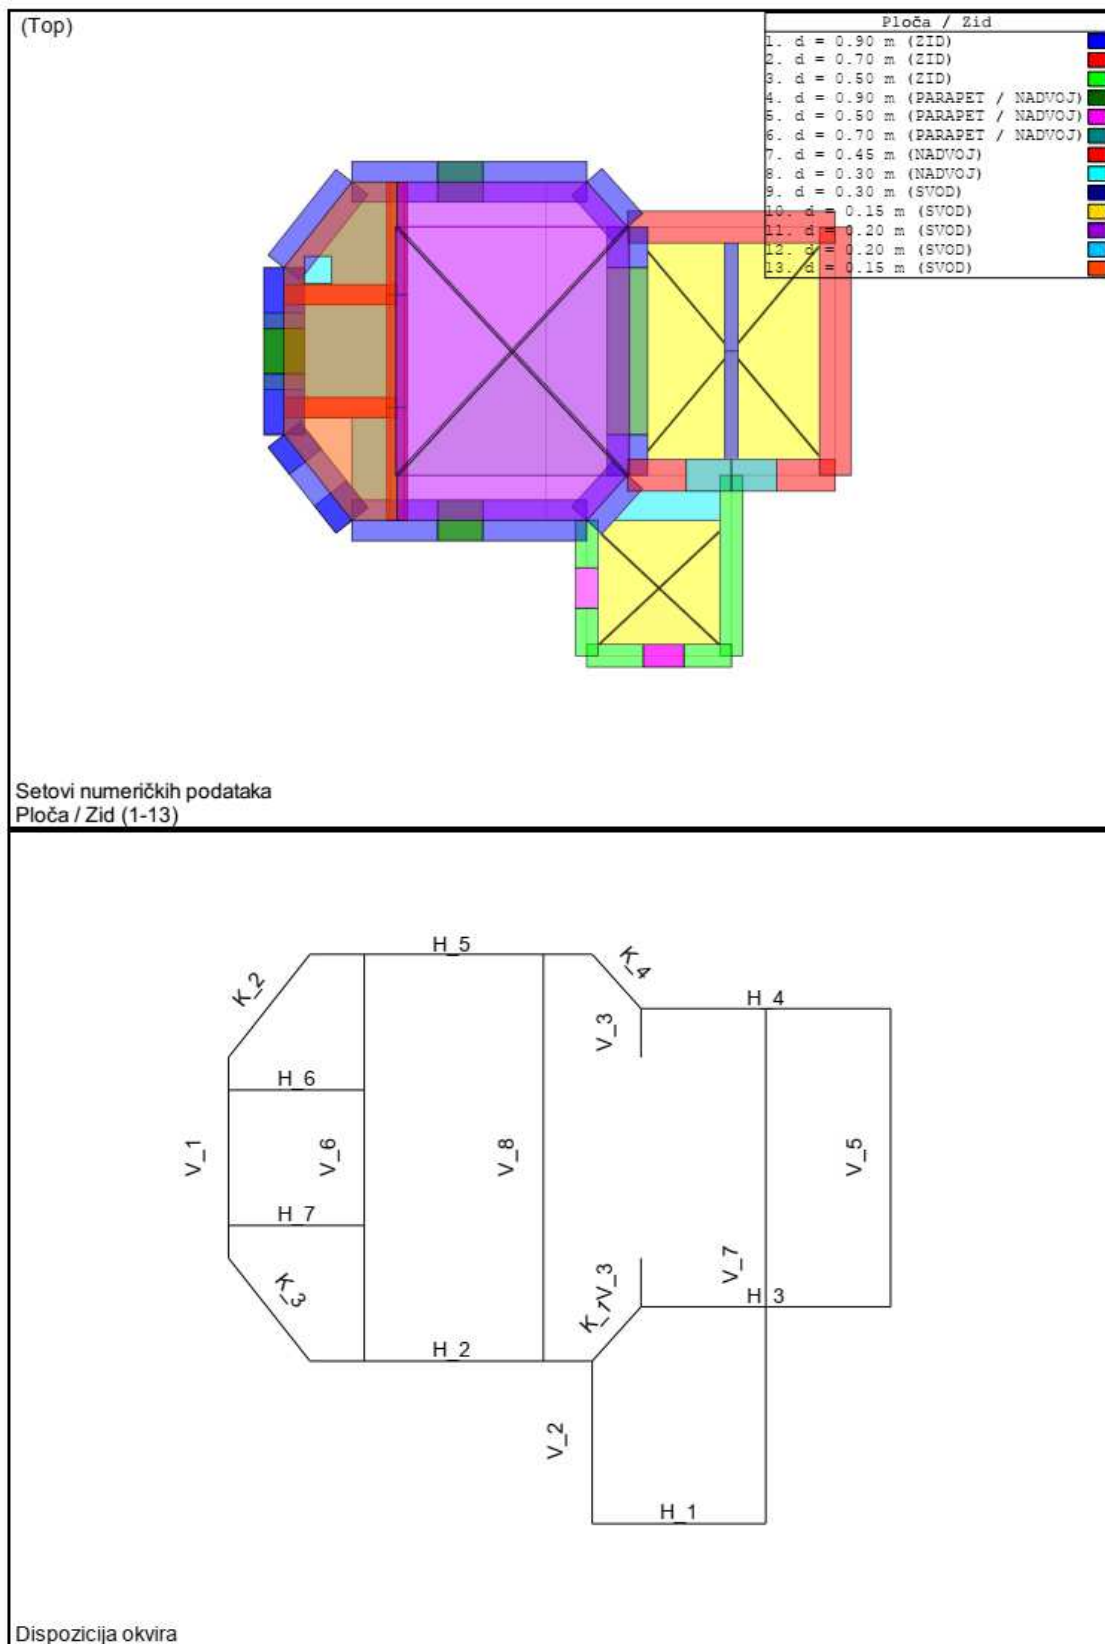 (Top)
Ploča / Zid
1. d = 0.90 m (ZID)
2. d = 0.70 m (ZID)
3. d = 0.50 m (ZID)
4. d = 0.90 m (PARAPET / NADVOJ)
5. d = 0.50 m (PARAPET / NADVOJ)
6. d = 0.70 m (PARAPET / NADVOJ)
7. d = 0.45 m (NADVOJ)
8. d = 0.30 m (NADVOJ)
9. d = 0.30 m (SVOD)
10. d = 0.15 m (SVOD)
11. d = 0.20 m (SVOD)
12. d = 0.20 m (SVOD)
13. d = 0.15 m (SVOD)
Setovi numeričkih podataka
Ploča / Zid (1-13)
H_5
K_4
K_2
H_4
V_3
H_6
V_1
V_6
V_8
V_5
H_7
V_7
K_3
V_3
H_3
K_1
H_2
V_2
H_1
Dispozicija okvira